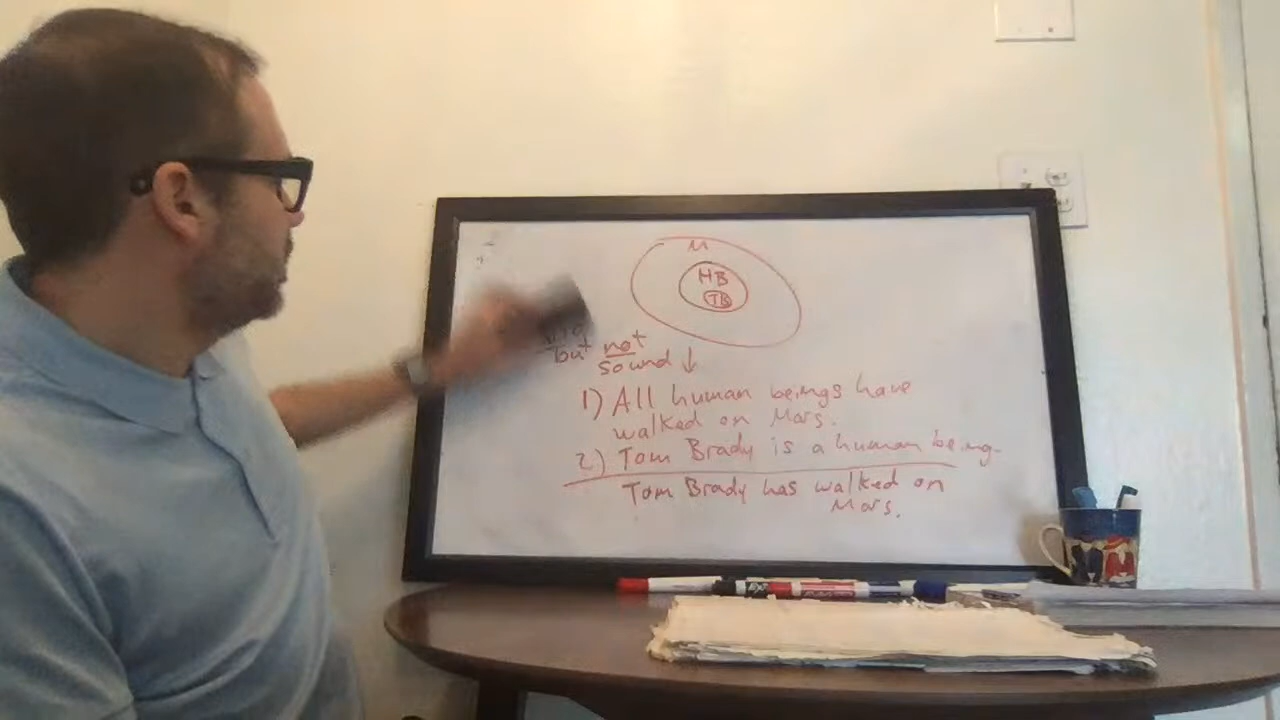 M
HB
TB
but not
sound ↓
1) All human beings have
walked on Mars.
2) Tom Brady is a human being.
Tom Brady has walked on
Mars.